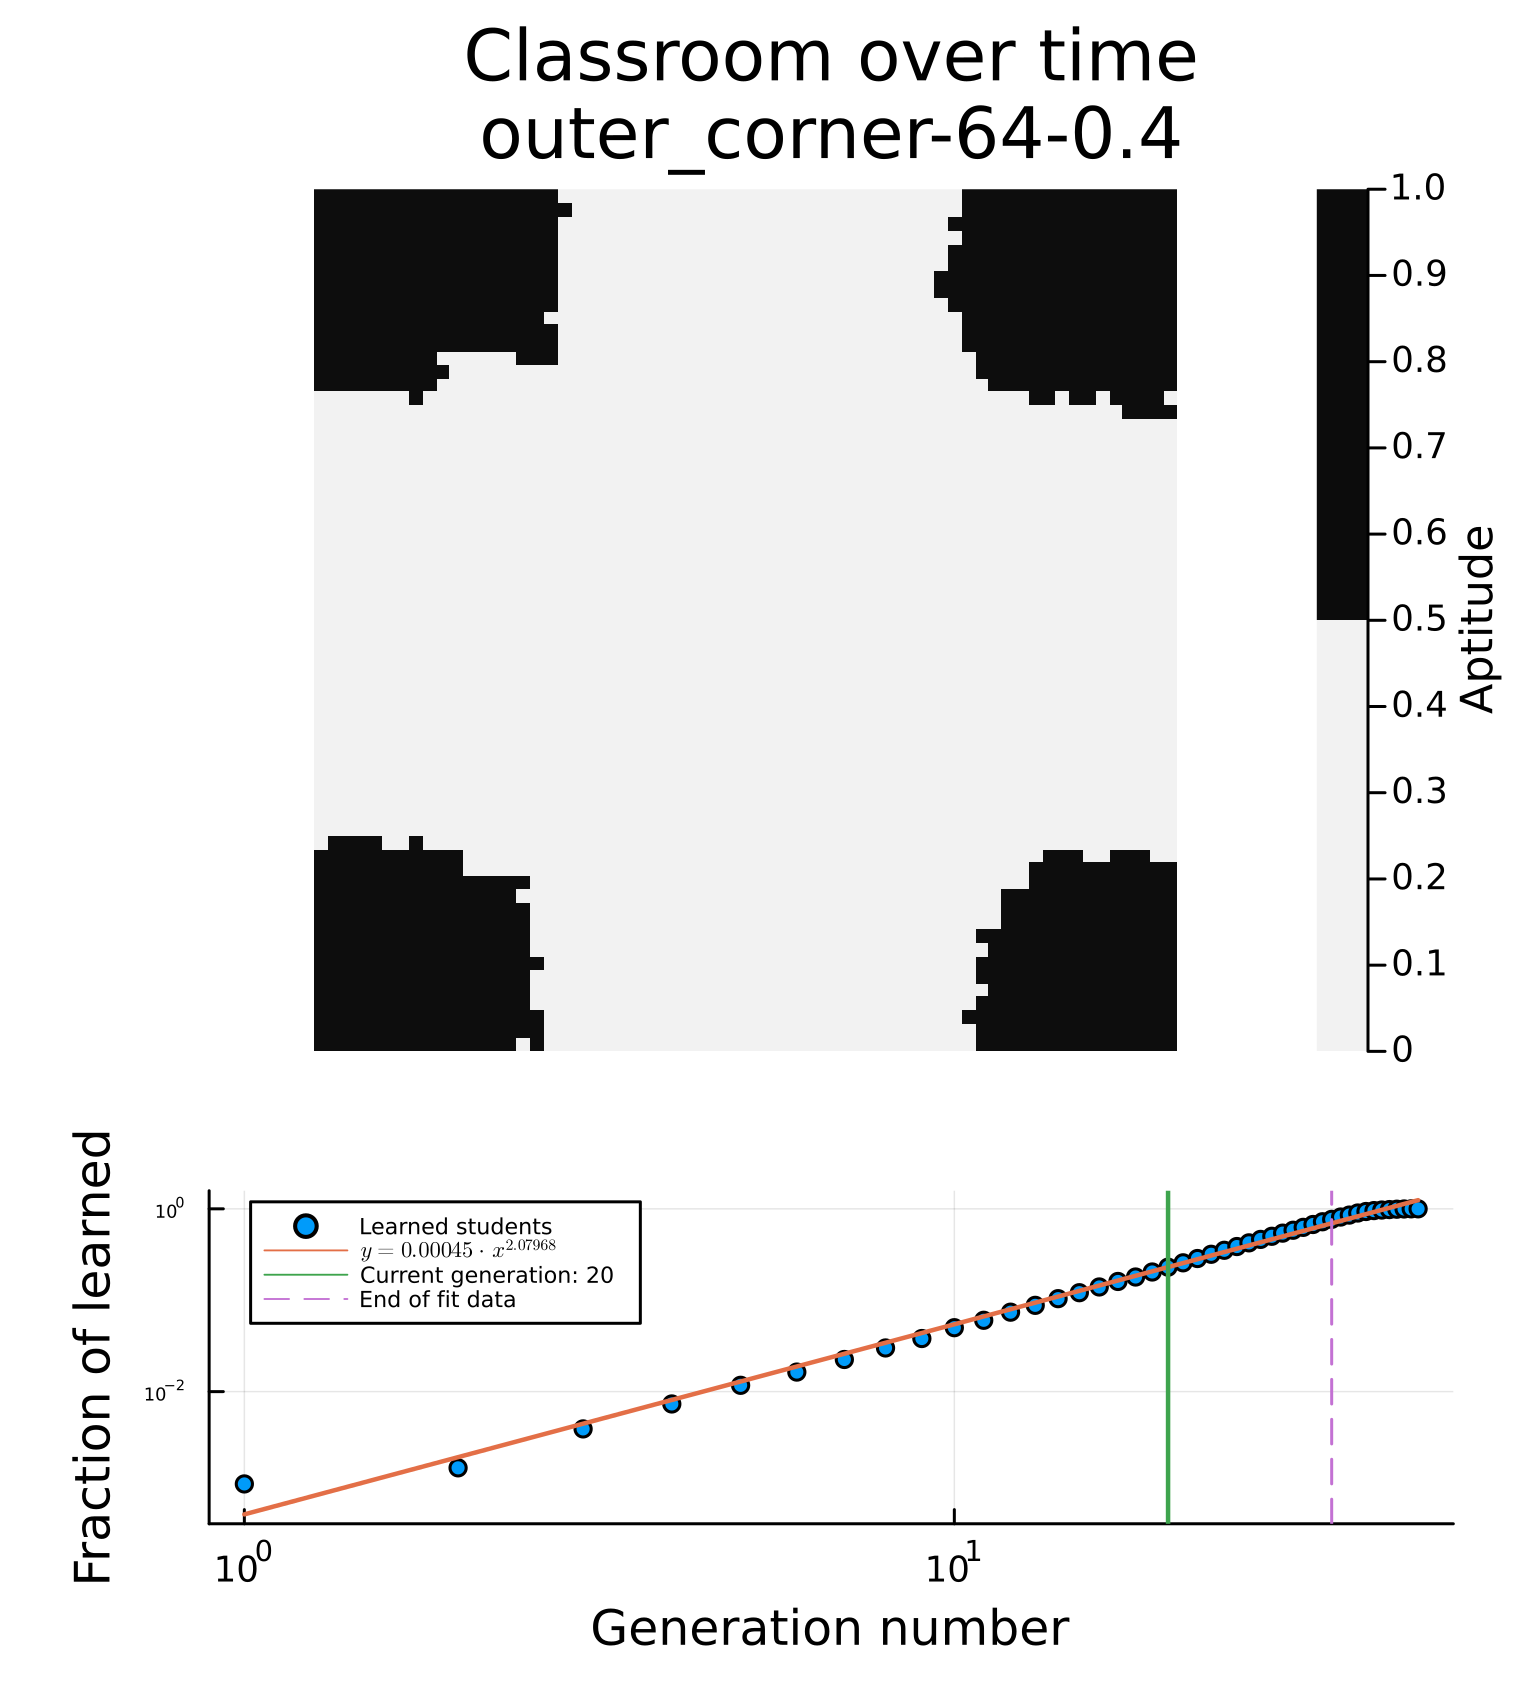 Classroom over time
outer_corner-64-0.4
1.0
0.9
0.8
0.7
0.6
0.5
0.4
0.3
0.2
0.1
0
Aptitude
Fraction of learned
10⁰
10⁻²
Learned students
y = 0.00045 · x^2.07968
Current generation: 20
End of fit data
10⁰
10¹
Generation number